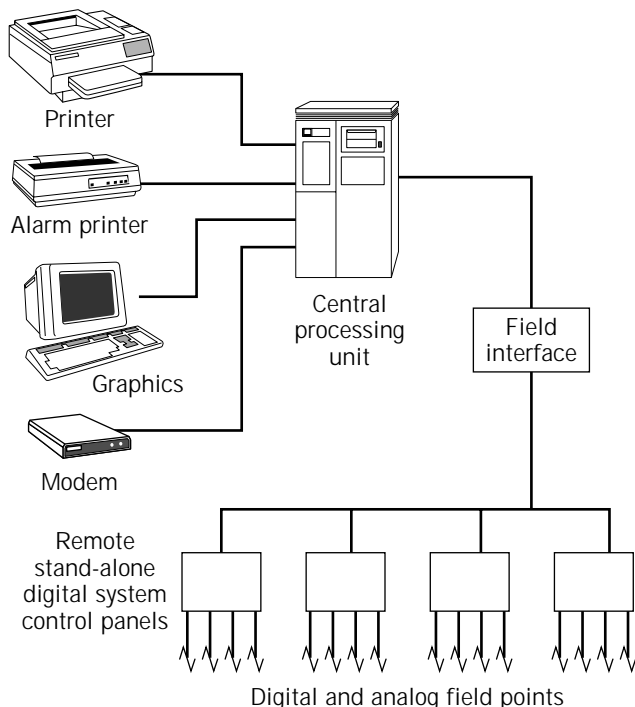 Printer
Alarm printer
Graphics
Modem
Central
processing
unit
Field
interface
Remote
stand-alone
digital system
control panels
Digital and analog field points